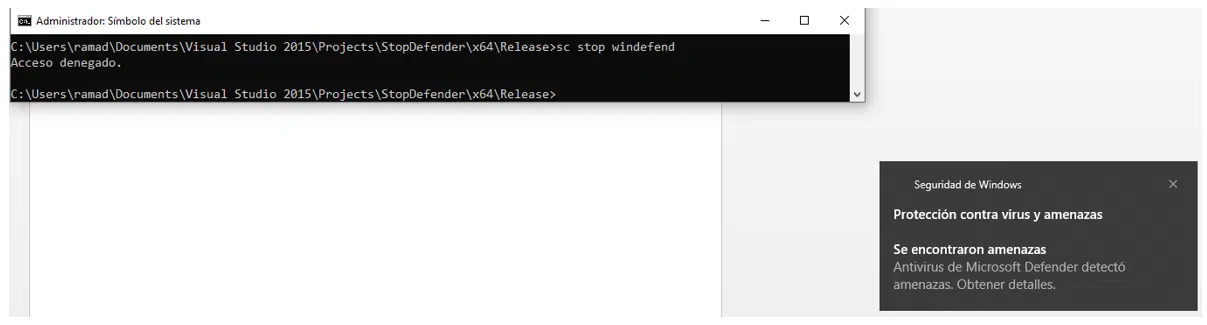 Administrador: Símbolo del sistema
C:\Users\ramad\Documents\Visual Studio 2015\Projects\StopDefender\x64\Release>sc stop windefend
Acceso denegado.
C:\Users\ramad\Documents\Visual Studio 2015\Projects\StopDefender\x64\Release>
Seguridad de Windows
Protección contra virus y amenazas
Se encontraron amenazas
Antivirus de Microsoft Defender detectó
amenazas. Obtener detalles.